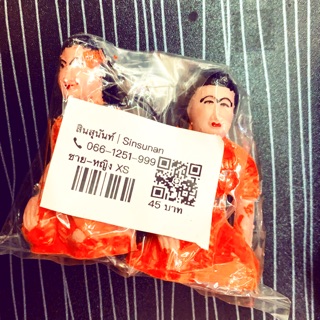 สินสุนันท์ | Sinsunan
066-1251-999
ชาย-หญิง XS
45 บาท